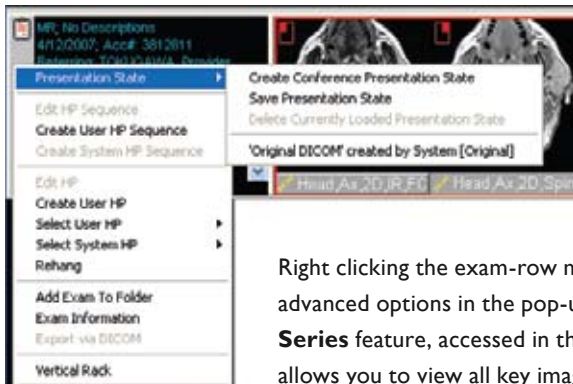 MR, No Descriptions
4/12/2007, Acc#: 3812811
Referring: TOKUGAWA, Provider
Presentation State
Create Conference Presentation State
Save Presentation State
Delete Currently Loaded Presentation State
'Original DICOM' created by System [Original]
Edit HP Sequence
Create User HP Sequence
Create System HP Sequence
Edit HP
Create User HP
Select User HP
Select System HP
Rehang
Add Exam To Folder
Exam Information
Export via DICOM
Vertical Rack
Head,Ax 2D,IR,FC
Head,Ax 2D,Spin
Right clicking the exam-row
advanced options in the
Series feature, accessed in
allows you to view all key